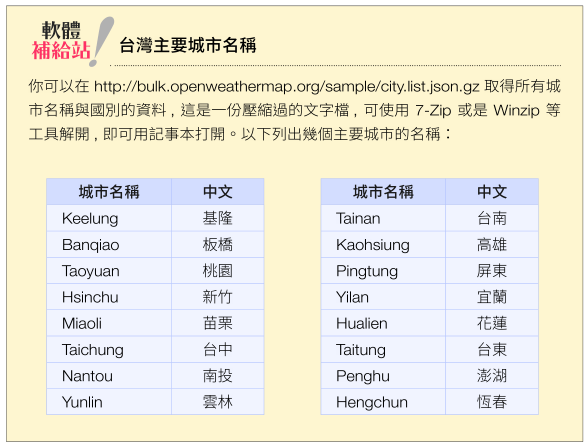 軟體
補給站
台灣主要城市名稱
你可以在 http://bulk.openweathermap.org/sample/city.list.json.gz 取得所有城
市名稱與國別的資料，這是一份壓縮過的文字檔，可使用 7-Zip 或是 Winzip 等
工具解開，即可用記事本打開。以下列出幾個主要城市的名稱：
城市名稱 中文
Keelung 基隆
Banqiao 板橋
Taoyuan 桃園
Hsinchu 新竹
Miaoli 苗栗
Taichung 台中
Nantou 南投
Yunlin 雲林
城市名稱 中文
Tainan 台南
Kaohsiung 高雄
Pingtung 屏東
Yilan 宜蘭
Hualien 花蓮
Taitung 台東
Penghu 澎湖
Hengchun 恆春